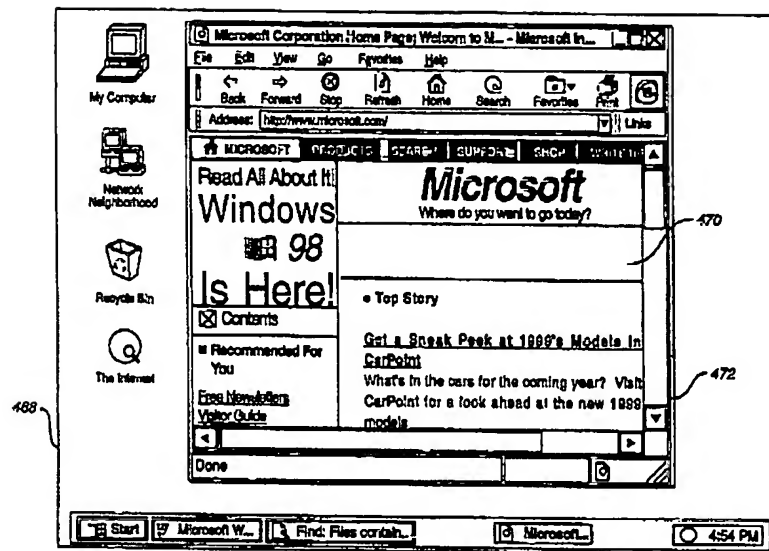 My Computer
Network
Neighborhood
Recycle Bin
The Internet
488
Microsoft Corporation Home Page; Welcom to M... - Microsoft In...
File Edit View Go Favorites Help
Back Forward Stop Refresh Home Search Favorites Print
Address: http://www.microsoft.com/ Links
MICROSOFT PRODUCTS SEARCH SUPPORT SHOP
Read All About It!
Windows
98
Is Here!
Contents
Recommended For
You
Free Newsletters
Visitor Guide
Microsoft
Where do you want to go today?
470
Top Story
Get a Sneak Peek at 1999's Models in
CarPoint
What's in the cars for the coming year? Visit
CarPoint for a look ahead at the new 1999
models
472
Done
Start Microsoft W... Find: Files contain... Microsoft... 4:54 PM